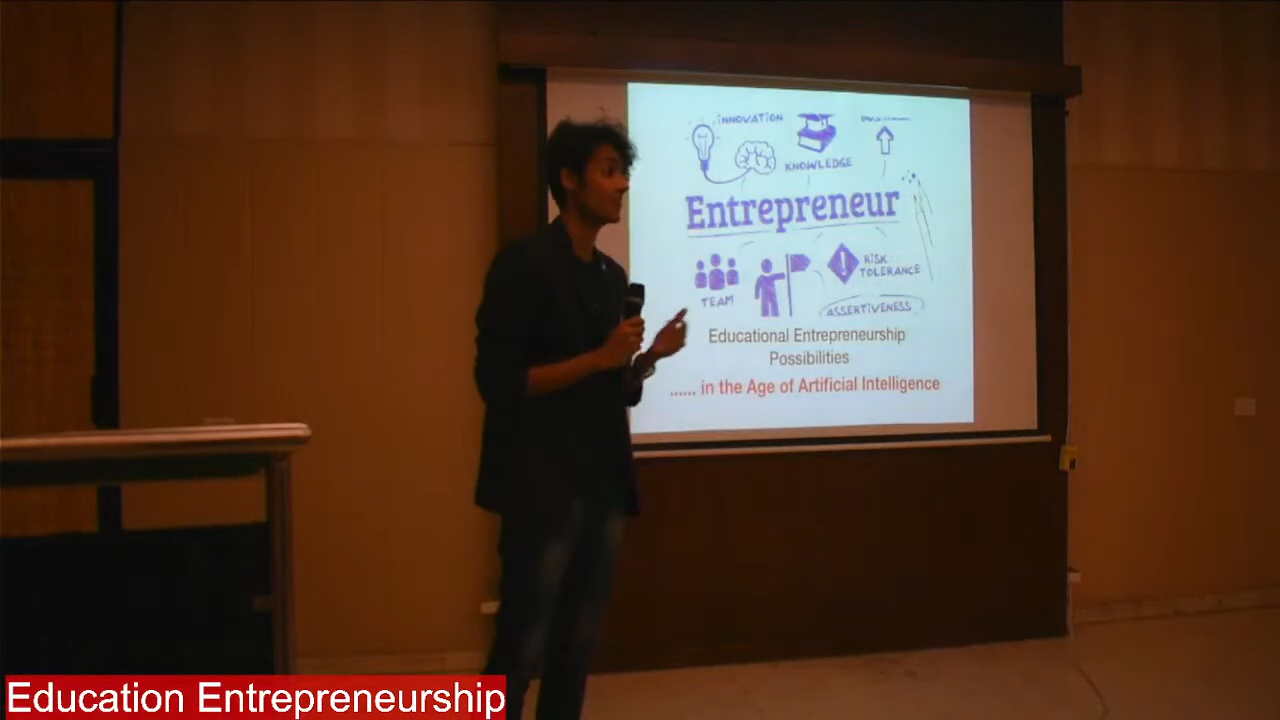 INNOVATION
KNOWLEDGE
Entrepreneur
TEAM
RISK
TOLERANCE
ASSERTIVENESS
Educational Entrepreneurship
Possibilities
...... in the Age of Artificial Intelligence
Education Entrepreneurship